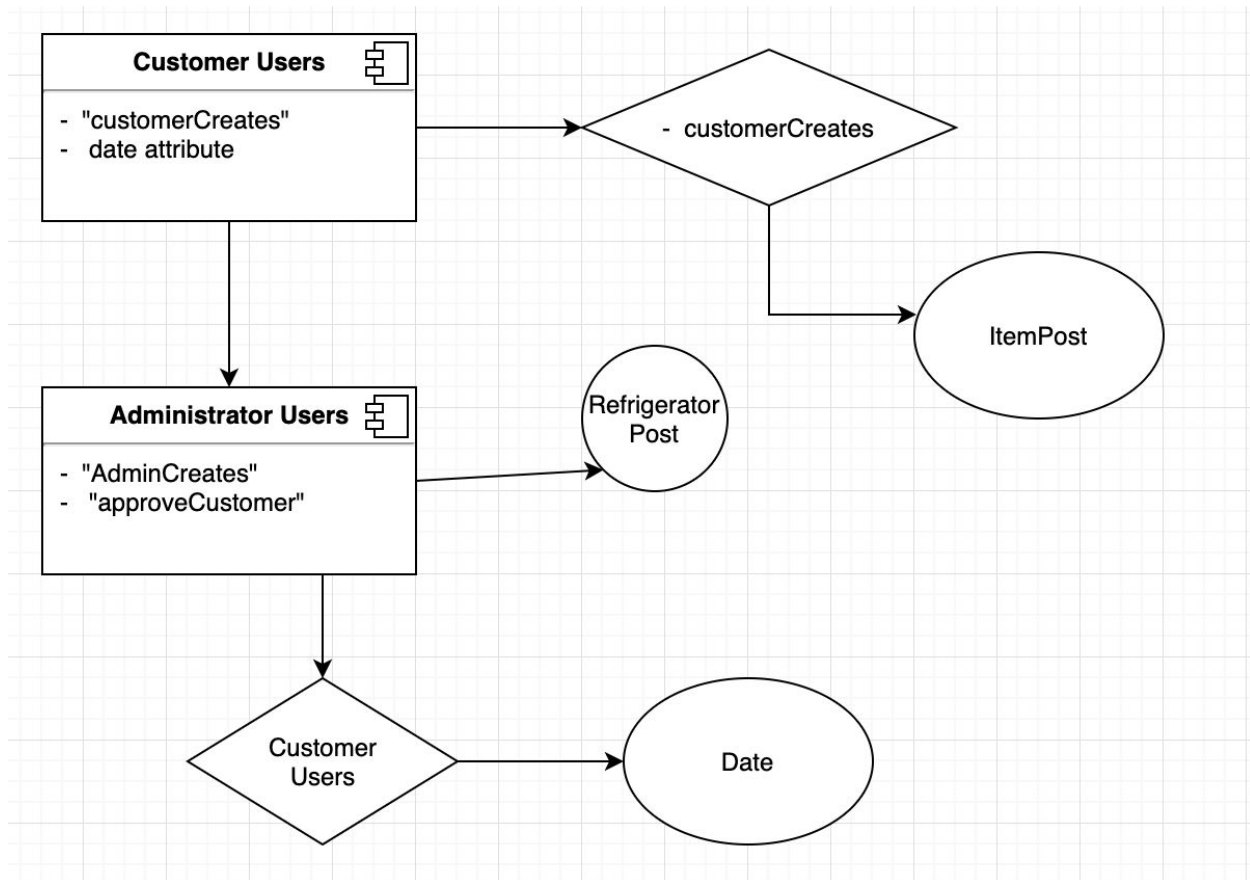 Customer Users
- "customerCreates"
- date attribute
- customerCreates
ItemPost
Refrigerator
Post
Administrator Users
- "AdminCreates"
- "approveCustomer"
Customer
Users
Date